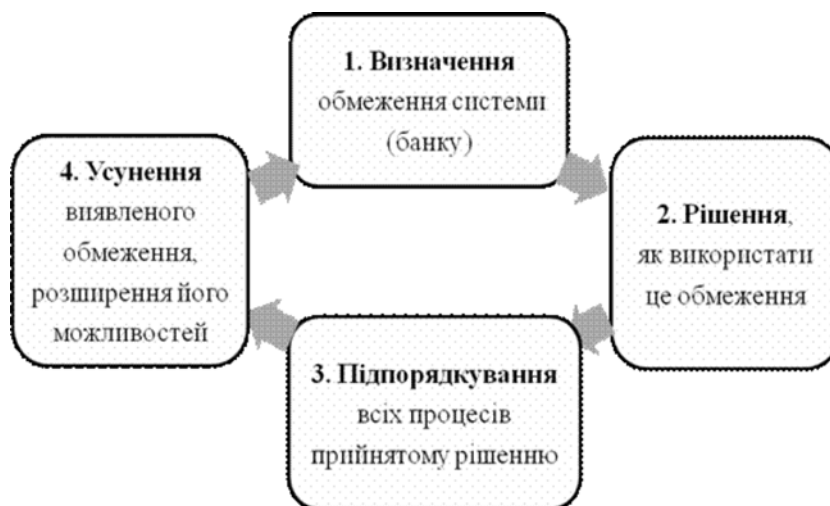 1. Визначення
обмеження системи
(банку)
2. Рішення,
як використати
це обмеження
3. Підпорядкування
всіх процесів
прийнятому рішенню
4. Усунення
виявленого
обмеження,
розширення його
можливостей